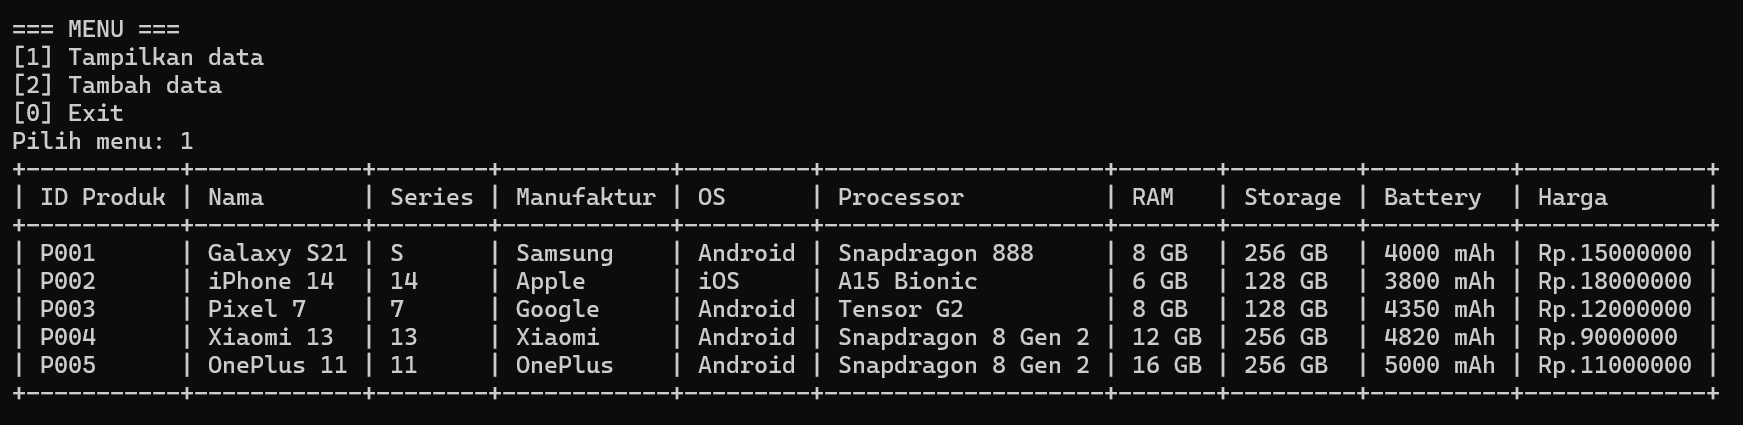 === MENU ===
[1] Tampilkan data
[2] Tambah data
[0] Exit
Pilih menu: 1
+-----------+------------+--------+------------+---------+--------------------+-------+---------+----------+-------------+
| ID Produk | Nama       | Series | Manufaktur | OS      | Processor          | RAM   | Storage | Battery  | Harga       |
+-----------+------------+--------+------------+---------+--------------------+-------+---------+----------+-------------+
| P001      | Galaxy S21 | S      | Samsung    | Android | Snapdragon 888     | 8 GB  | 256 GB  | 4000 mAh | Rp.15000000 |
| P002      | iPhone 14  | 14     | Apple      | iOS     | A15 Bionic         | 6 GB  | 128 GB  | 3800 mAh | Rp.18000000 |
| P003      | Pixel 7    | 7      | Google     | Android | Tensor G2          | 8 GB  | 128 GB  | 4350 mAh | Rp.12000000 |
| P004      | Xiaomi 13  | 13     | Xiaomi     | Android | Snapdragon 8 Gen 2 | 12 GB | 256 GB  | 4820 mAh | Rp.9000000  |
| P005      | OnePlus 11 | 11     | OnePlus    | Android | Snapdragon 8 Gen 2 | 16 GB | 256 GB  | 5000 mAh | Rp.11000000 |
+-----------+------------+--------+------------+---------+--------------------+-------+---------+----------+-------------+